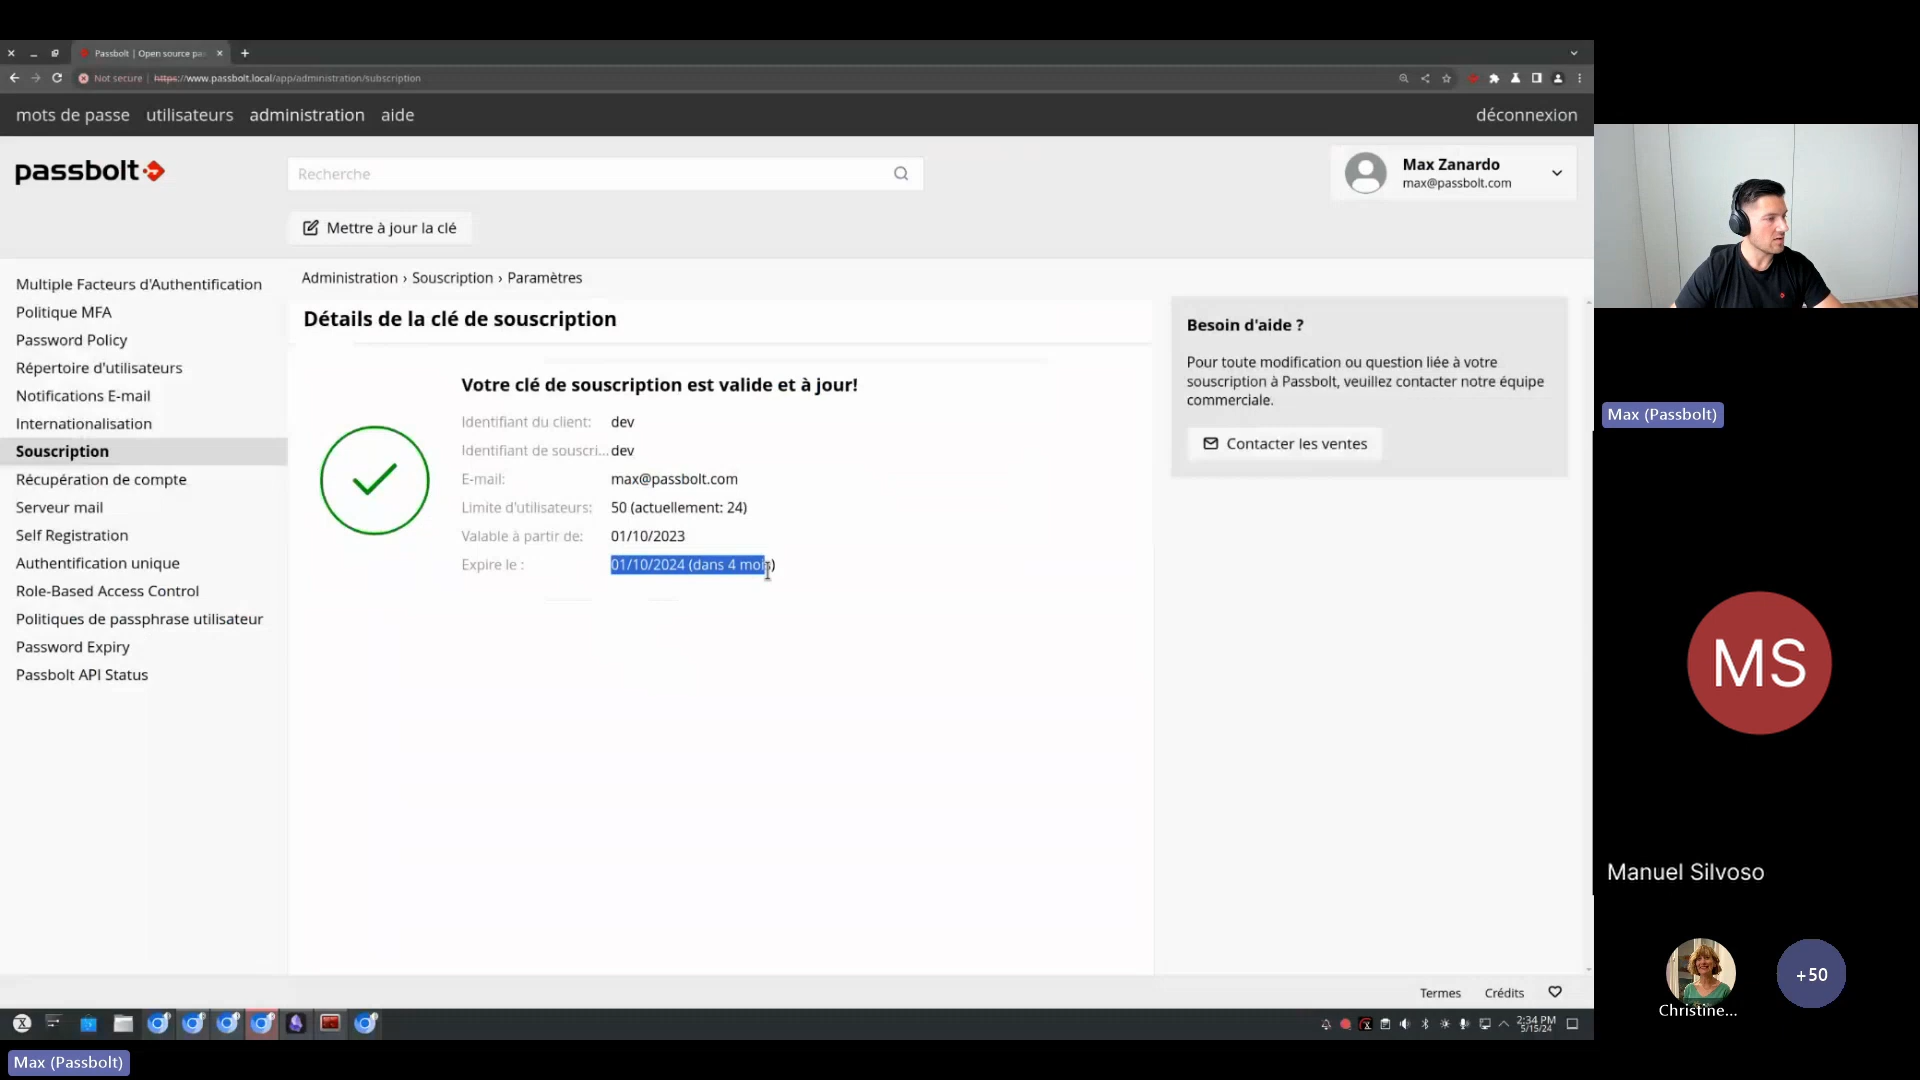 Passbolt | Open source pa
Not secure
https://www.passbolt.local/app/administration/subscription
mots de passe
utilisateurs
administration
aide
déconnexion
passbolt
Recherche
Max Zanardo
max@passbolt.com
Mettre à jour la clé
Multiple Facteurs d'Authentification
Politique MFA
Password Policy
Répertoire d'utilisateurs
Notifications E-mail
Internationalisation
Souscription
Récupération de compte
Serveur mail
Self Registration
Authentification unique
Role-Based Access Control
Politiques de passphrase utilisateur
Password Expiry
Passbolt API Status
Administration › Souscription › Paramètres
Détails de la clé de souscription
Votre clé de souscription est valide et à jour!
Identifiant du client: dev
Identifiant de souscri... dev
E-mail: max@passbolt.com
Limite d'utilisateurs: 50 (actuellement: 24)
Valable à partir de: 01/10/2023
Expire le : 01/10/2024 (dans 4 mois)
Besoin d'aide ?
Pour toute modification ou question liée à votre
souscription à Passbolt, veuillez contacter notre équipe
commerciale.
Contacter les ventes
Termes
Crédits
2:34 PM
5/15/24
Max (Passbolt)
Max (Passbolt)
MS
Manuel Silvoso
Christine...
+50